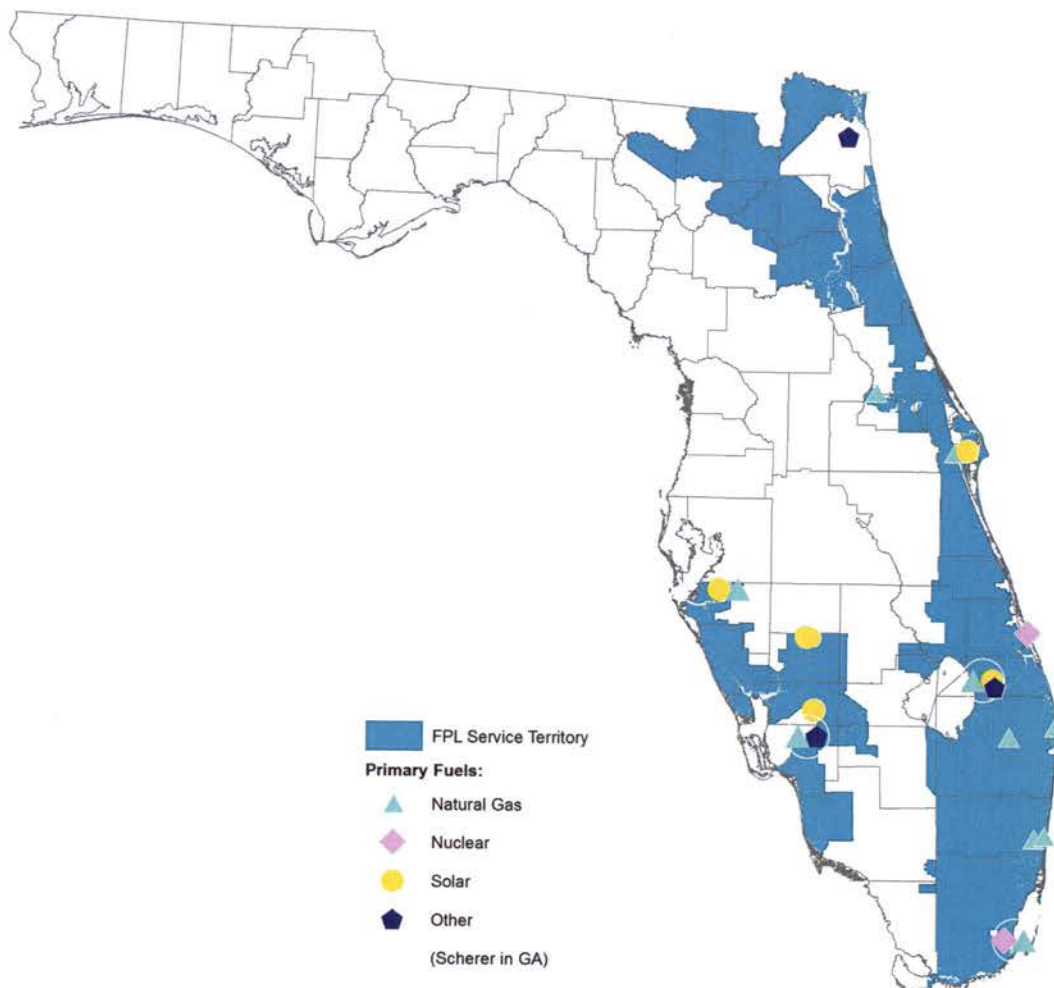 FPL Service Territory
Primary Fuels:
Natural Gas
Nuclear
Solar
Other
(Scherer in GA)